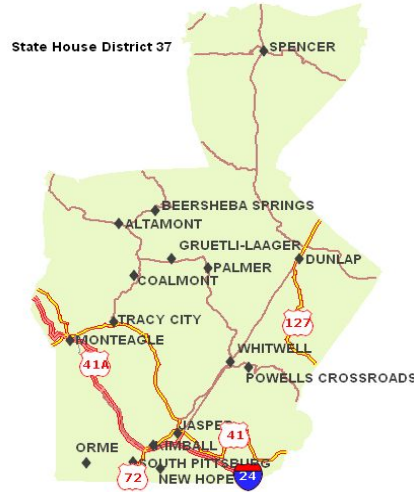 State House District 37
SPENCER
BEERSHEBA SPRINGS
ALTAMONT
GRUETLI-LAAGER
DUNLAP
PALMER
COALMONT
TRACY CITY
127
MONTEAGLE
WHITWELL
41A
POWELLS CROSSROADS
JASPER
41
KIMBALL
ORME
SOUTH PITTSBURG
72
NEW HOPE
24